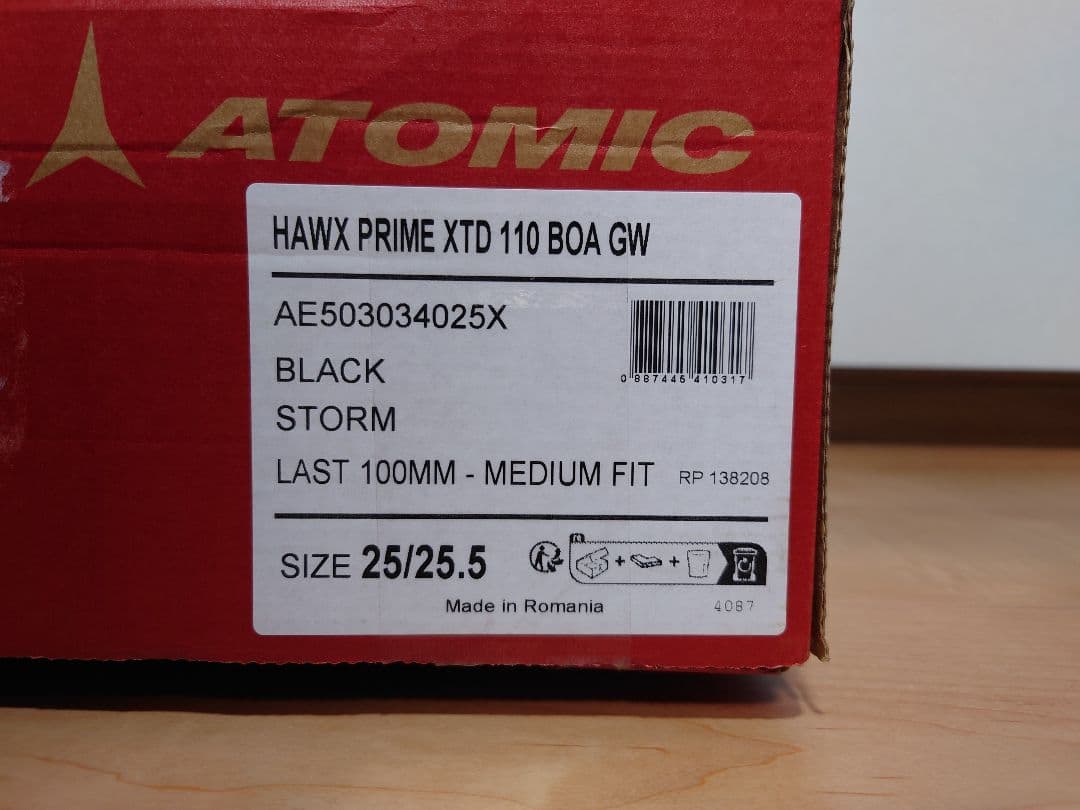 ATOMIC
HAWX PRIME XTD 110 BOA GW
AE503034025X
0 887445 410317
BLACK
STORM
LAST 100MM - MEDIUM FIT RP 138208
SIZE 25/25.5
Made in Romania 4087